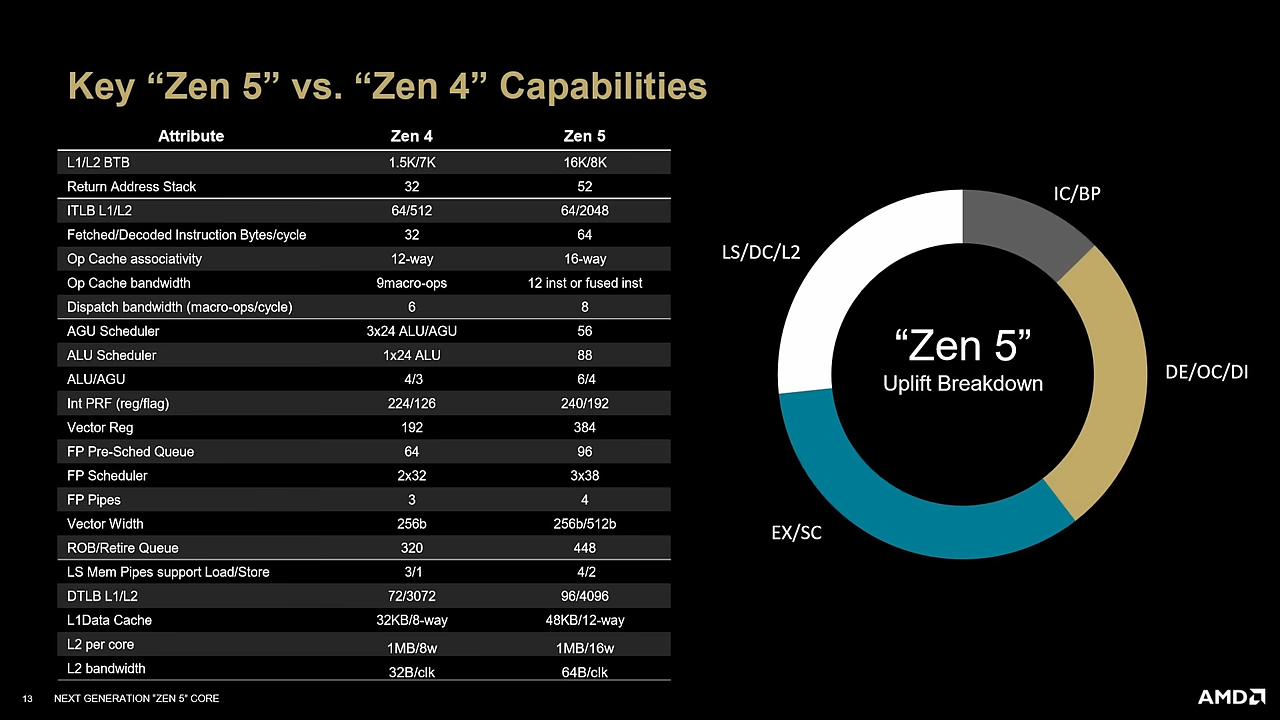 Key “Zen 5” vs. “Zen 4” Capabilities
Attribute Zen 4 Zen 5
L1/L2 BTB 1.5K/7K 16K/8K
Return Address Stack 32 52
ITLB L1/L2 64/512 64/2048
Fetched/Decoded Instruction Bytes/cycle 32 64
Op Cache associativity 12-way 16-way
Op Cache bandwidth 9macro-ops 12 inst or fused inst
Dispatch bandwidth (macro-ops/cycle) 6 8
AGU Scheduler 3x24 ALU/AGU 56
ALU Scheduler 1x24 ALU 88
ALU/AGU 4/3 6/4
Int PRF (reg/flag) 224/126 240/192
Vector Reg 192 384
FP Pre-Sched Queue 64 96
FP Scheduler 2x32 3x38
FP Pipes 3 4
Vector Width 256b 256b/512b
ROB/Retire Queue 320 448
LS Mem Pipes support Load/Store 3/1 4/2
DTLB L1/L2 72/3072 96/4096
L1Data Cache 32KB/8-way 48KB/12-way
L2 per core 1MB/8w 1MB/16w
L2 bandwidth 32B/clk 64B/clk
IC/BP
LS/DC/L2
“Zen 5”
Uplift Breakdown
DE/OC/DI
EX/SC
13 NEXT GENERATION "ZEN 5" CORE
AMD